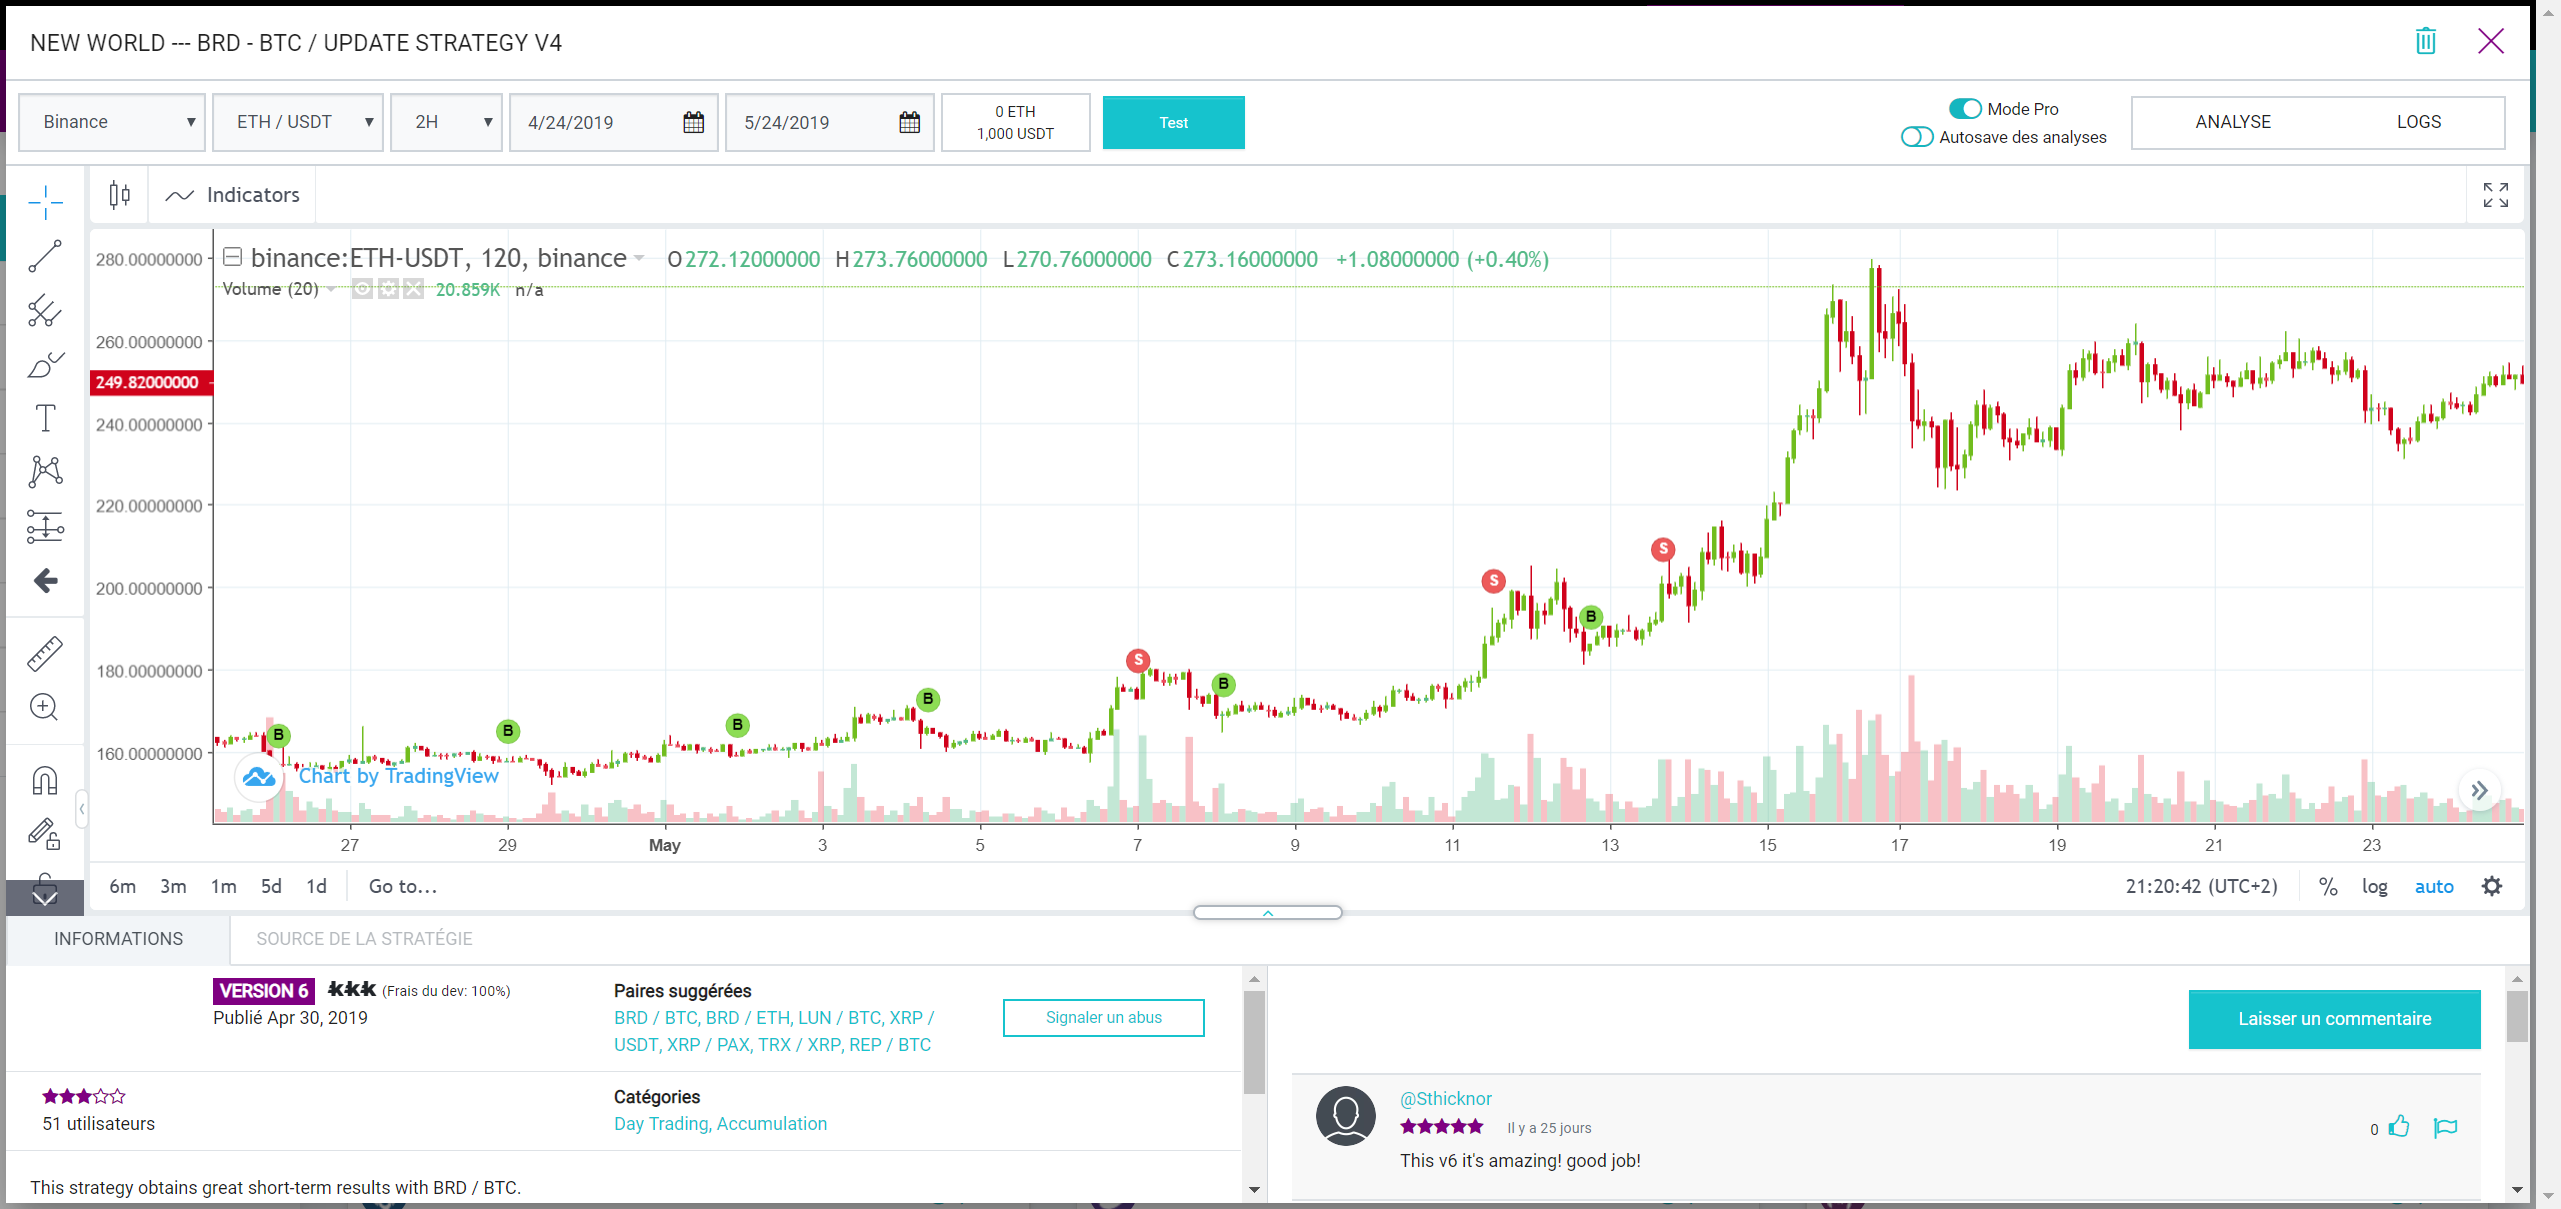 NEW WORLD --- BRD - BTC / UPDATE STRATEGY V4
Binance
ETH / USDT
2H
4/24/2019
5/24/2019
0 ETH
1,000 USDT
Test
Mode Pro
Autosave des analyses
ANALYSE
LOGS
Indicators
binance:ETH-USDT, 120, binance
O272.12000000 H273.76000000 L270.76000000 C273.16000000 +1.08000000 (+0.40%)
Volume (20) 20.859K n/a
280.00000000
260.00000000
249.82000000
240.00000000
220.00000000
200.00000000
180.00000000
160.00000000
B
B
B
B
S
B
S
B
S
Chart by TradingView
27 29 May 3 5 7 9 11 13 15 17 19 21 23
6m 3m 1m 5d 1d Go to...
21:20:42 (UTC+2) % log auto
INFORMATIONS
SOURCE DE LA STRATÉGIE
VERSION 6 kkk (Frais du dev: 100%)
Publié Apr 30, 2019
Paires suggérées
BRD / BTC, BRD / ETH, LUN / BTC, XRP /
USDT, XRP / PAX, TRX / XRP, REP / BTC
Signaler un abus
51 utilisateurs
Catégories
Day Trading, Accumulation
This strategy obtains great short-term results with BRD / BTC.
Laisser un commentaire
@Sthicknor
Il y a 25 jours
0
This v6 it's amazing! good job!